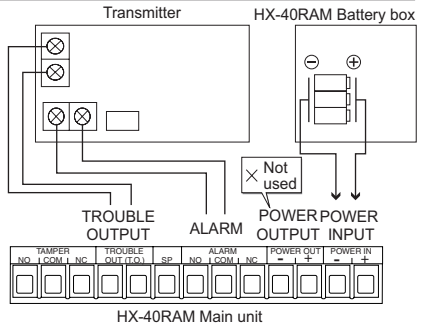 Transmitter
HX-40RAM Battery box
− +
Not
used
TROUBLE
OUTPUT
ALARM
POWER
OUTPUT
POWER
INPUT
TAMPER
NO COM NC
TROUBLE
OUT (T.O.)
SP
ALARM
NO COM NC
POWER OUT
- +
POWER IN
- +
HX-40RAM Main unit